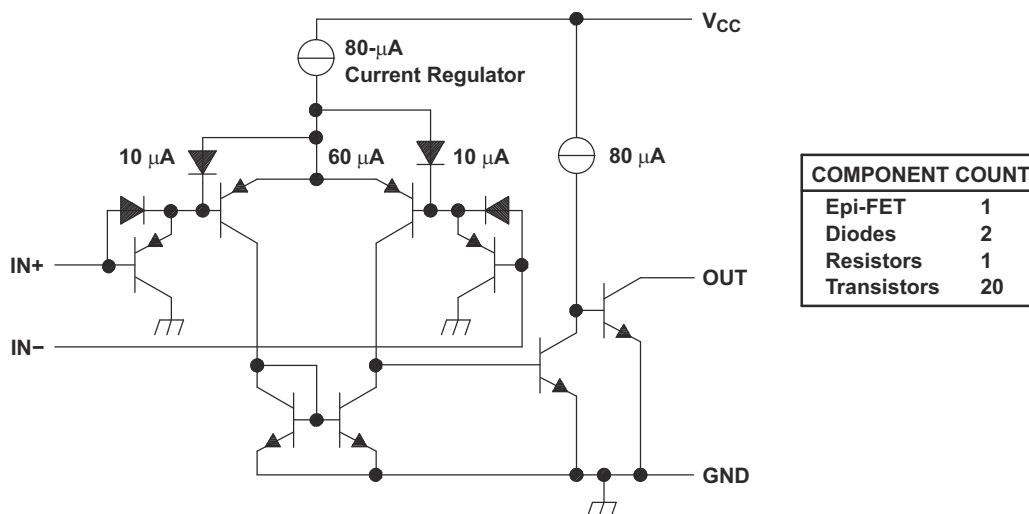 V_CC
80-μA
Current Regulator
10 μA
60 μA
10 μA
80 μA
IN+
OUT
IN−
GND
COMPONENT COUNT
Epi-FET 1
Diodes 2
Resistors 1
Transistors 20